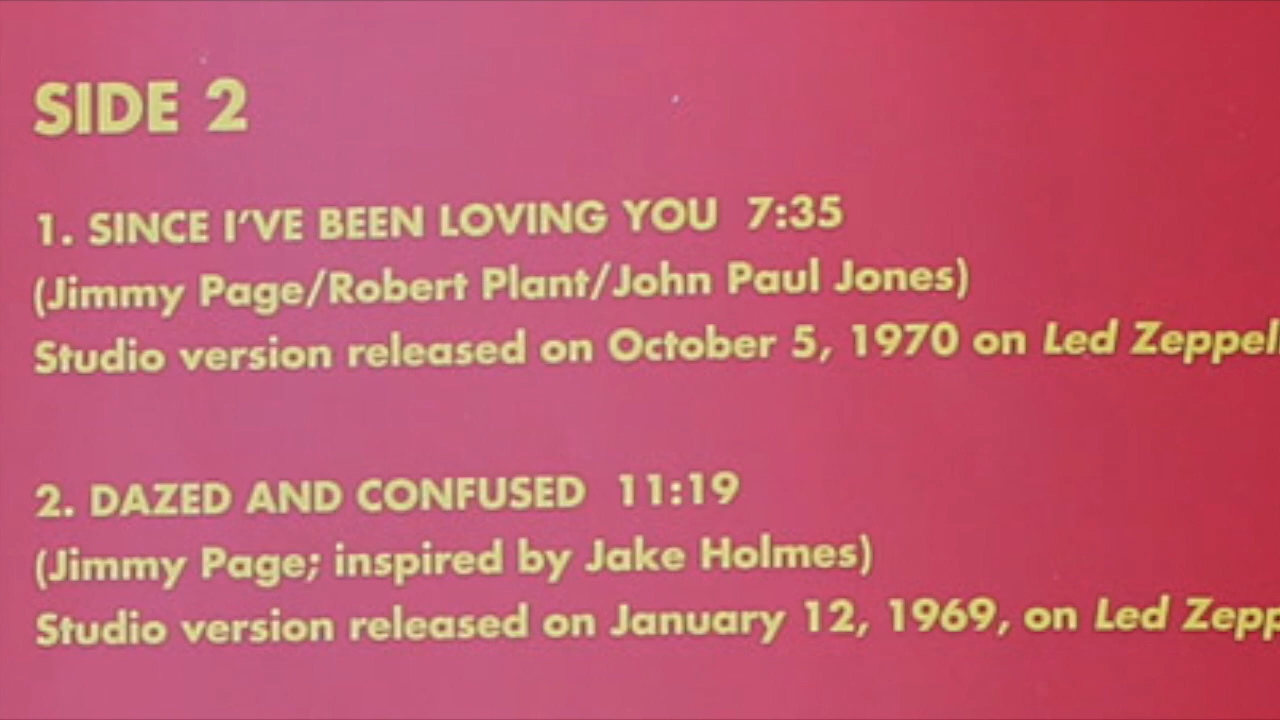 SIDE 2
1. SINCE I'VE BEEN LOVING YOU 7:35
(Jimmy Page/Robert Plant/John Paul Jones)
Studio version released on October 5, 1970 on Led
2. DAZED AND CONFUSED 11:19
(Jimmy Page; inspired by Jake Holmes)
Studio version released on January 12, 1969, on Led